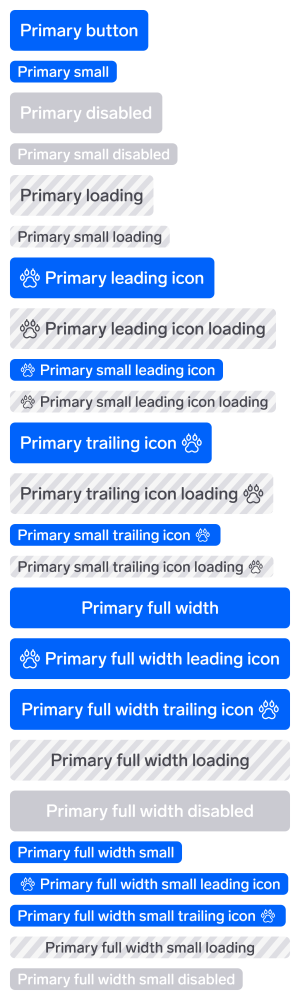 Primary button
Primary small
Primary disabled
Primary small disabled
Primary loading
Primary small loading
Primary leading icon
Primary leading icon loading
Primary small leading icon
Primary small leading icon loading
Primary trailing icon
Primary trailing icon loading
Primary small trailing icon
Primary small trailing icon loading
Primary full width
Primary full width leading icon
Primary full width trailing icon
Primary full width loading
Primary full width disabled
Primary full width small
Primary full width small leading icon
Primary full width small trailing icon
Primary full width small loading
Primary full width small disabled